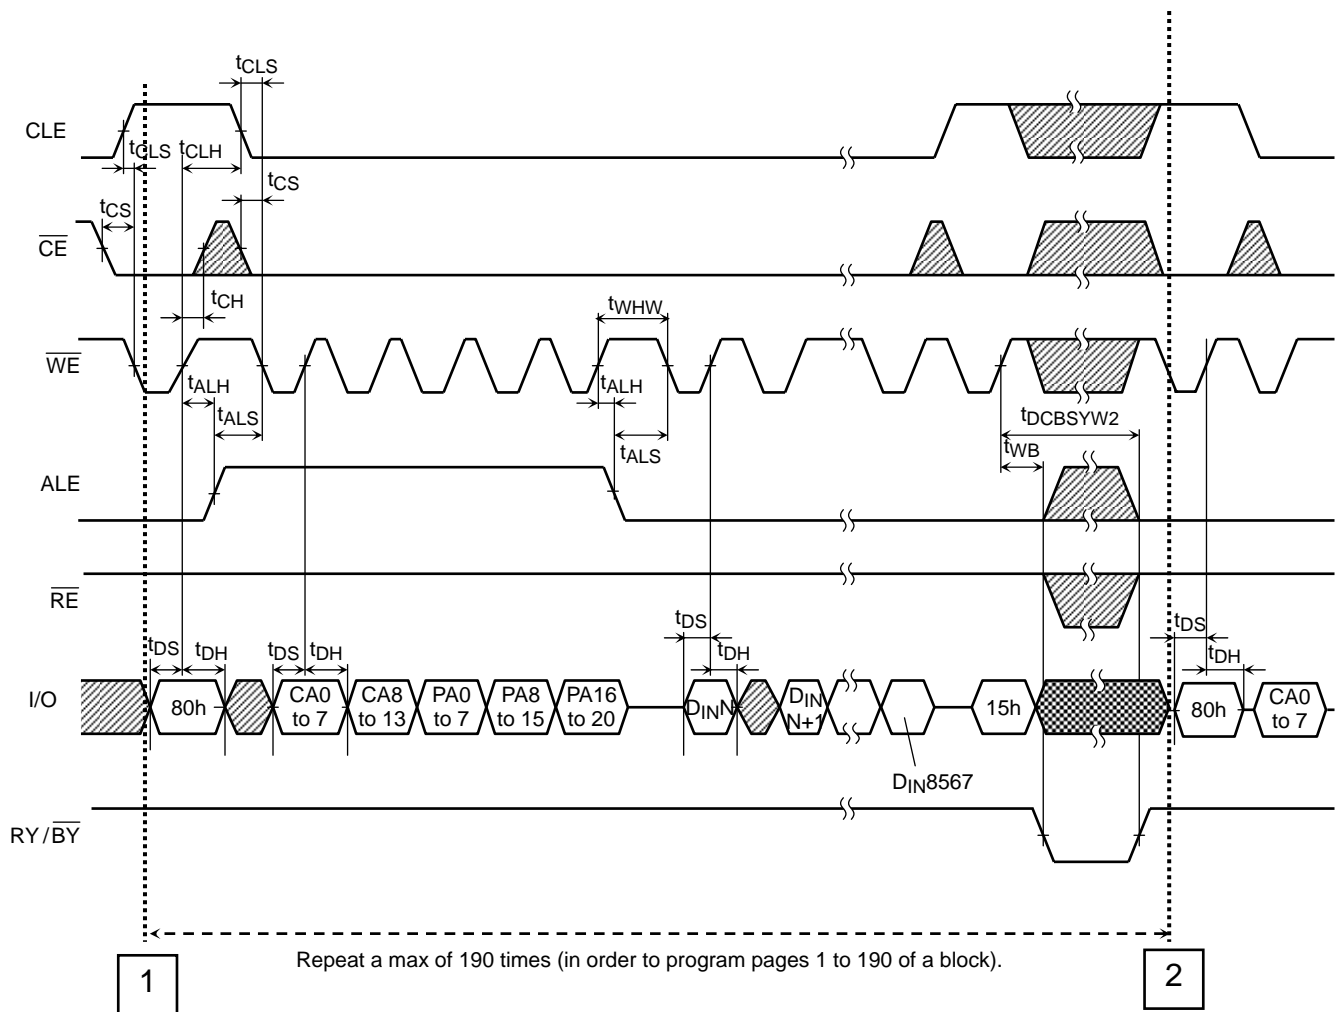 tCLS
CLE
tCLS tCLH
tCS
tCS
CE
tCH
tWHW
WE
tALH tALH
tALS tDCBSYW2
tALS tWB
ALE
RE
tDS tDS
tDS tDH tDS tDH tDH tDH
I/O 80h CA0 to 7 CA8 to 13 PA0 to 7 PA8 to 15 PA16 to 20 DINN DIN N+1 15h 80h CA0 to 7
DIN8567
RY/BY
Repeat a max of 190 times (in order to program pages 1 to 190 of a block).
1 2